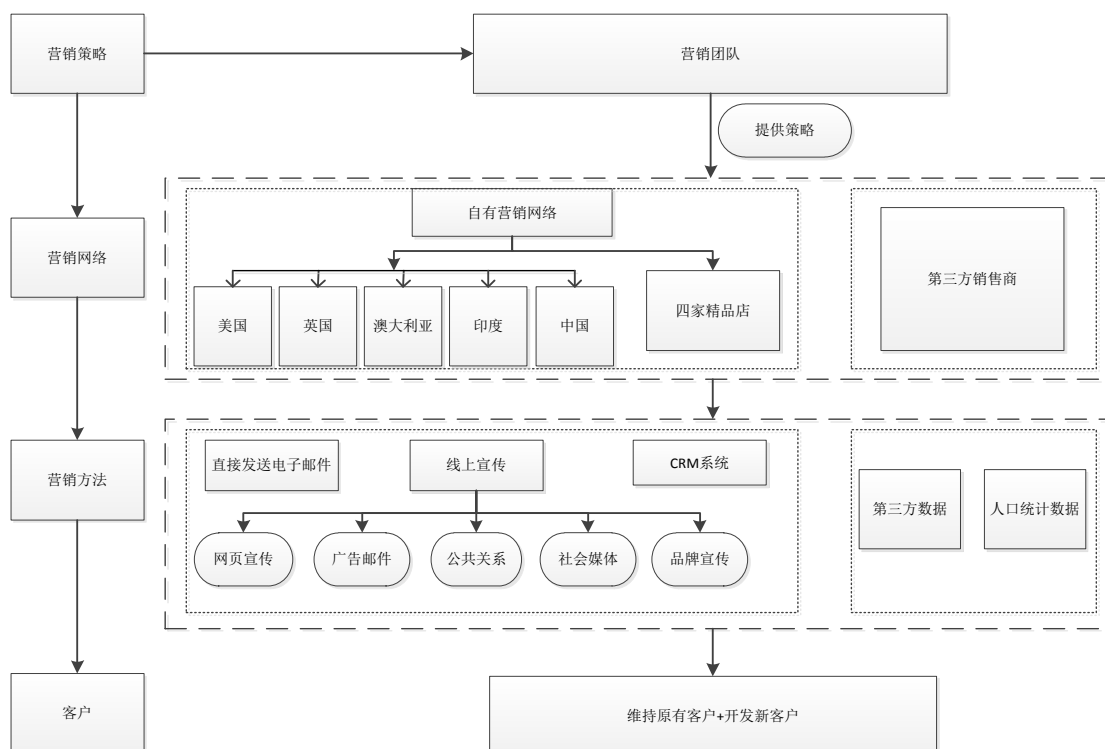 营销策略
营销团队
提供策略
营销网络
自有营销网络
美国
英国
澳大利亚
印度
中国
四家精品店
第三方销售商
营销方法
直接发送电子邮件
线上宣传
CRM系统
网页宣传
广告邮件
公共关系
社会媒体
品牌宣传
第三方数据
人口统计数据
客户
维持原有客户+开发新客户